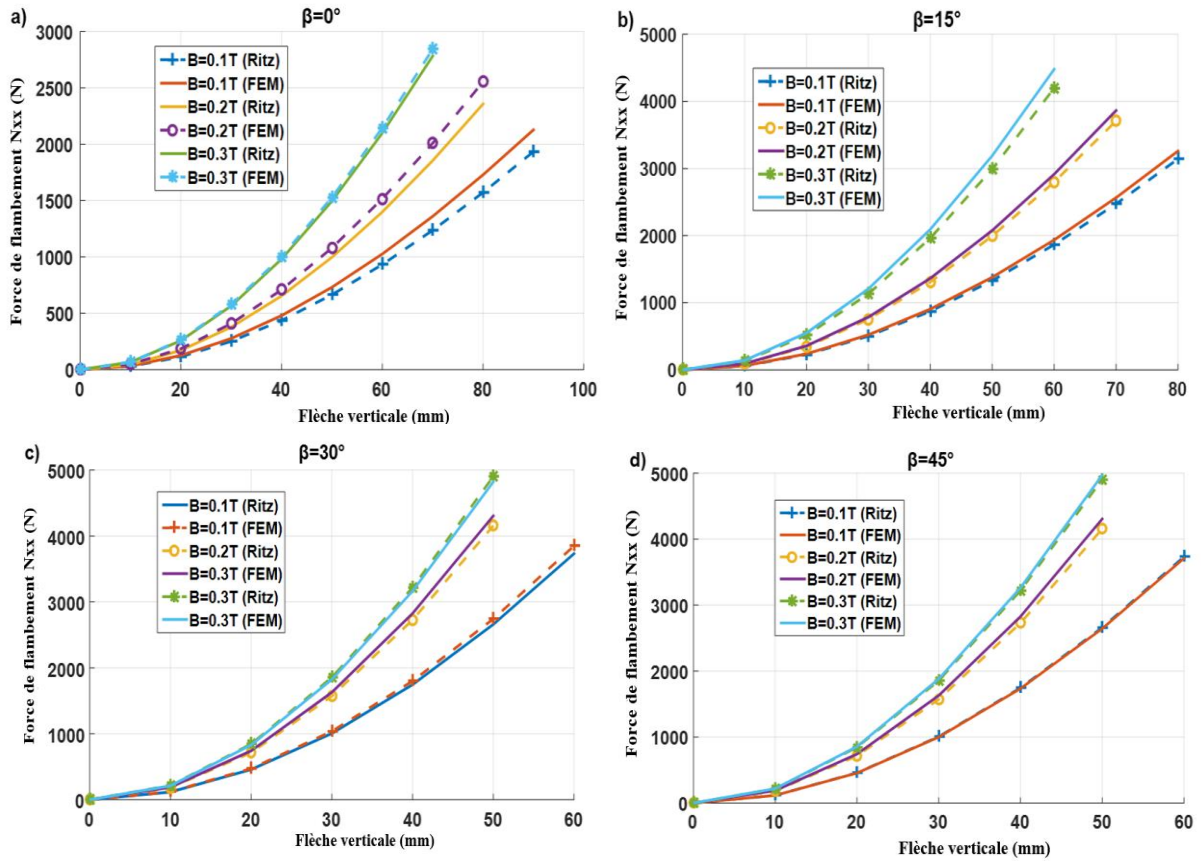 a)
β=0°
Force de flambement Nxx (N)
3000
2500
2000
1500
1000
500
0
B=0.1T (Ritz)
B=0.1T (FEM)
B=0.2T (Ritz)
B=0.2T (FEM)
B=0.3T (Ritz)
B=0.3T (FEM)
0 20 40 60 80 100
Flèche verticale (mm)
b)
β=15°
Force de flambement Nxx (N)
5000
4000
3000
2000
1000
0
B=0.1T (Ritz)
B=0.1T (FEM)
B=0.2T (Ritz)
B=0.2T (FEM)
B=0.3T (Ritz)
B=0.3T (FEM)
0 10 20 30 40 50 60 70 80
Flèche verticale (mm)
c)
β=30°
Force de flambement Nxx (N)
5000
4000
3000
2000
1000
0
B=0.1T (Ritz)
B=0.1T (FEM)
B=0.2T (Ritz)
B=0.3T (FEM)
B=0.3T (Ritz)
B=0.3T (FEM)
0 10 20 30 40 50 60
Flèche verticale (mm)
d)
β=45°
Force de flambement Nxx (N)
5000
4000
3000
2000
1000
0
B=0.1T (Ritz)
B=0.1T (FEM)
B=0.2T (Ritz)
B=0.2T (FEM)
B=0.3T (Ritz)
B=0.3T (FEM)
0 10 20 30 40 50 60
Flèche verticale (mm)